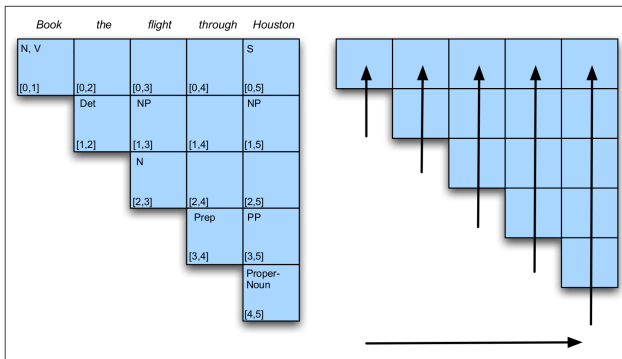 Book the flight through Houston
N, V S
[0,1] [0,2] [0,3] [0,4] [0,5]
Det NP NP
[1,2] [1,3] [1,4] [1,5]
N
[2,3] [2,4] [2,5]
Prep PP
[3,4] [3,5]
Proper-
Noun
[4,5]